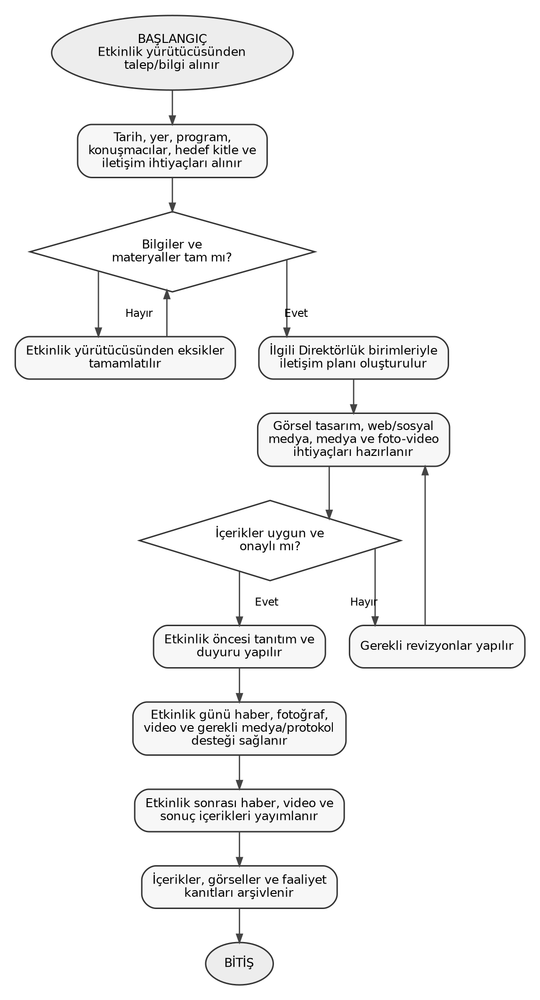 BAŞLANGIÇ
Etkinlik yürütücüsünden
talep/bilgi alınır
Tarih, yer, program,
konuşmacılar, hedef kitle ve
iletişim ihtiyaçları alınır
Bilgiler ve
materyaller tam mı?
Hayır
Evet
Etkinlik yürütücüsünden eksikler
tamamlatılır
İlgili Direktörlük birimleriyle
iletişim planı oluşturulur
Görsel tasarım, web/sosyal
medya, medya ve foto-video
ihtiyaçları hazırlanır
İçerikler uygun ve
onaylı mı?
Evet
Hayır
Etkinlik öncesi tanıtım ve
duyuru yapılır
Gerekli revizyonlar yapılır
Etkinlik günü haber, fotoğraf,
video ve gerekli medya/protokol
desteği sağlanır
Etkinlik sonrası haber, video ve
sonuç içerikleri yayımlanır
İçerikler, görseller ve faaliyet
kanıtları arşivlenir
BİTİŞ